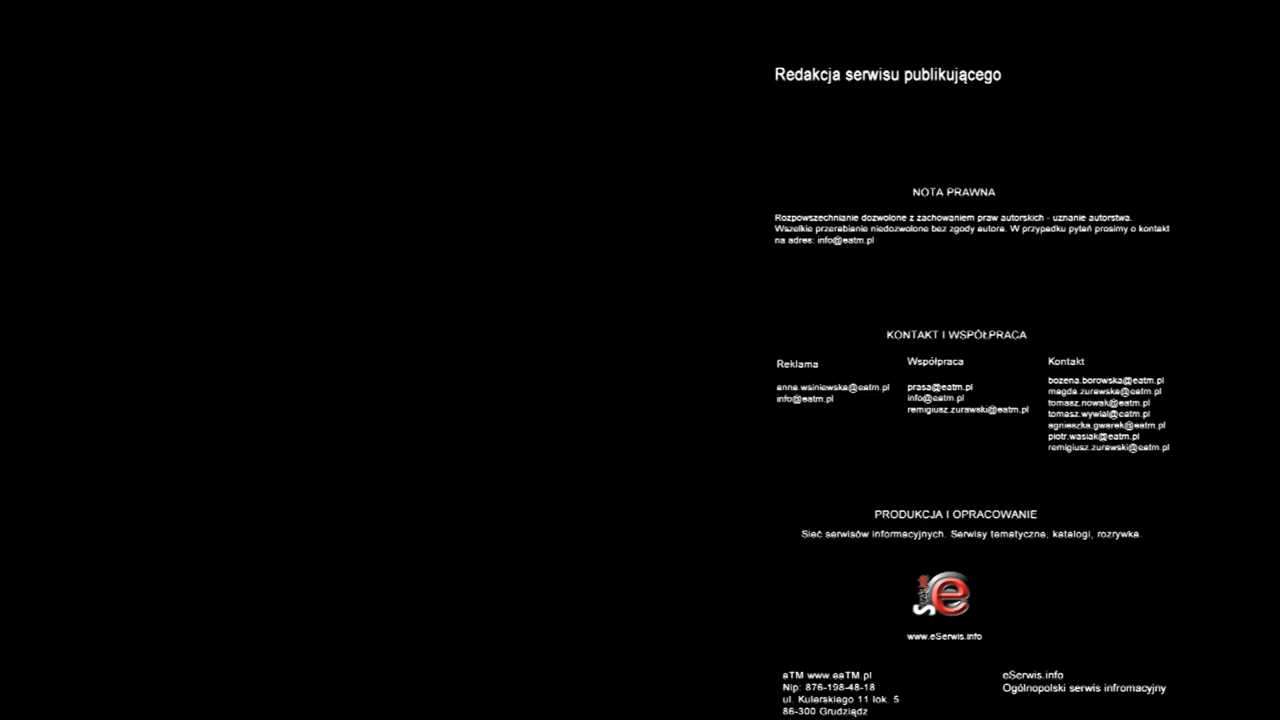 Redakcja serwisu publikującego
NOTA PRAWNA
Rozpowszechnianie dozwolone z zachowaniem praw autorskich - uznanie autorstwa.
Wszelkie przerabianie niedozwolone bez zgody autora. W przypadku pytań prosimy o kontakt
na adres: info@eatm.pl
KONTAKT I WSPÓŁPRACA
Reklama
anna.wsiniewska@eatm.pl
info@eatm.pl
Współpraca
prasa@eatm.pl
info@eatm.pl
remigiusz.zurawski@eatm.pl
Kontakt
bozena.borowska@eatm.pl
magda.zurawska@eatm.pl
tomasz.nowak@eatm.pl
tomasz.wywial@eatm.pl
agnieszka.gwarek@eatm.pl
piotr.wasiak@eatm.pl
remigiusz.zurawski@eatm.pl
PRODUKCJA I OPRACOWANIE
Sieć serwisów informacyjnych. Serwisy tematyczne, katalogi, rozrywka.
e
www.eSerwis.info
eTM www.eaTM.pl
Nip: 876-198-48-18
ul. Kulerskiego 11 lok. 5
86-300 Grudziądz
eSerwis.info
Ogólnopolski serwis infromacyjny